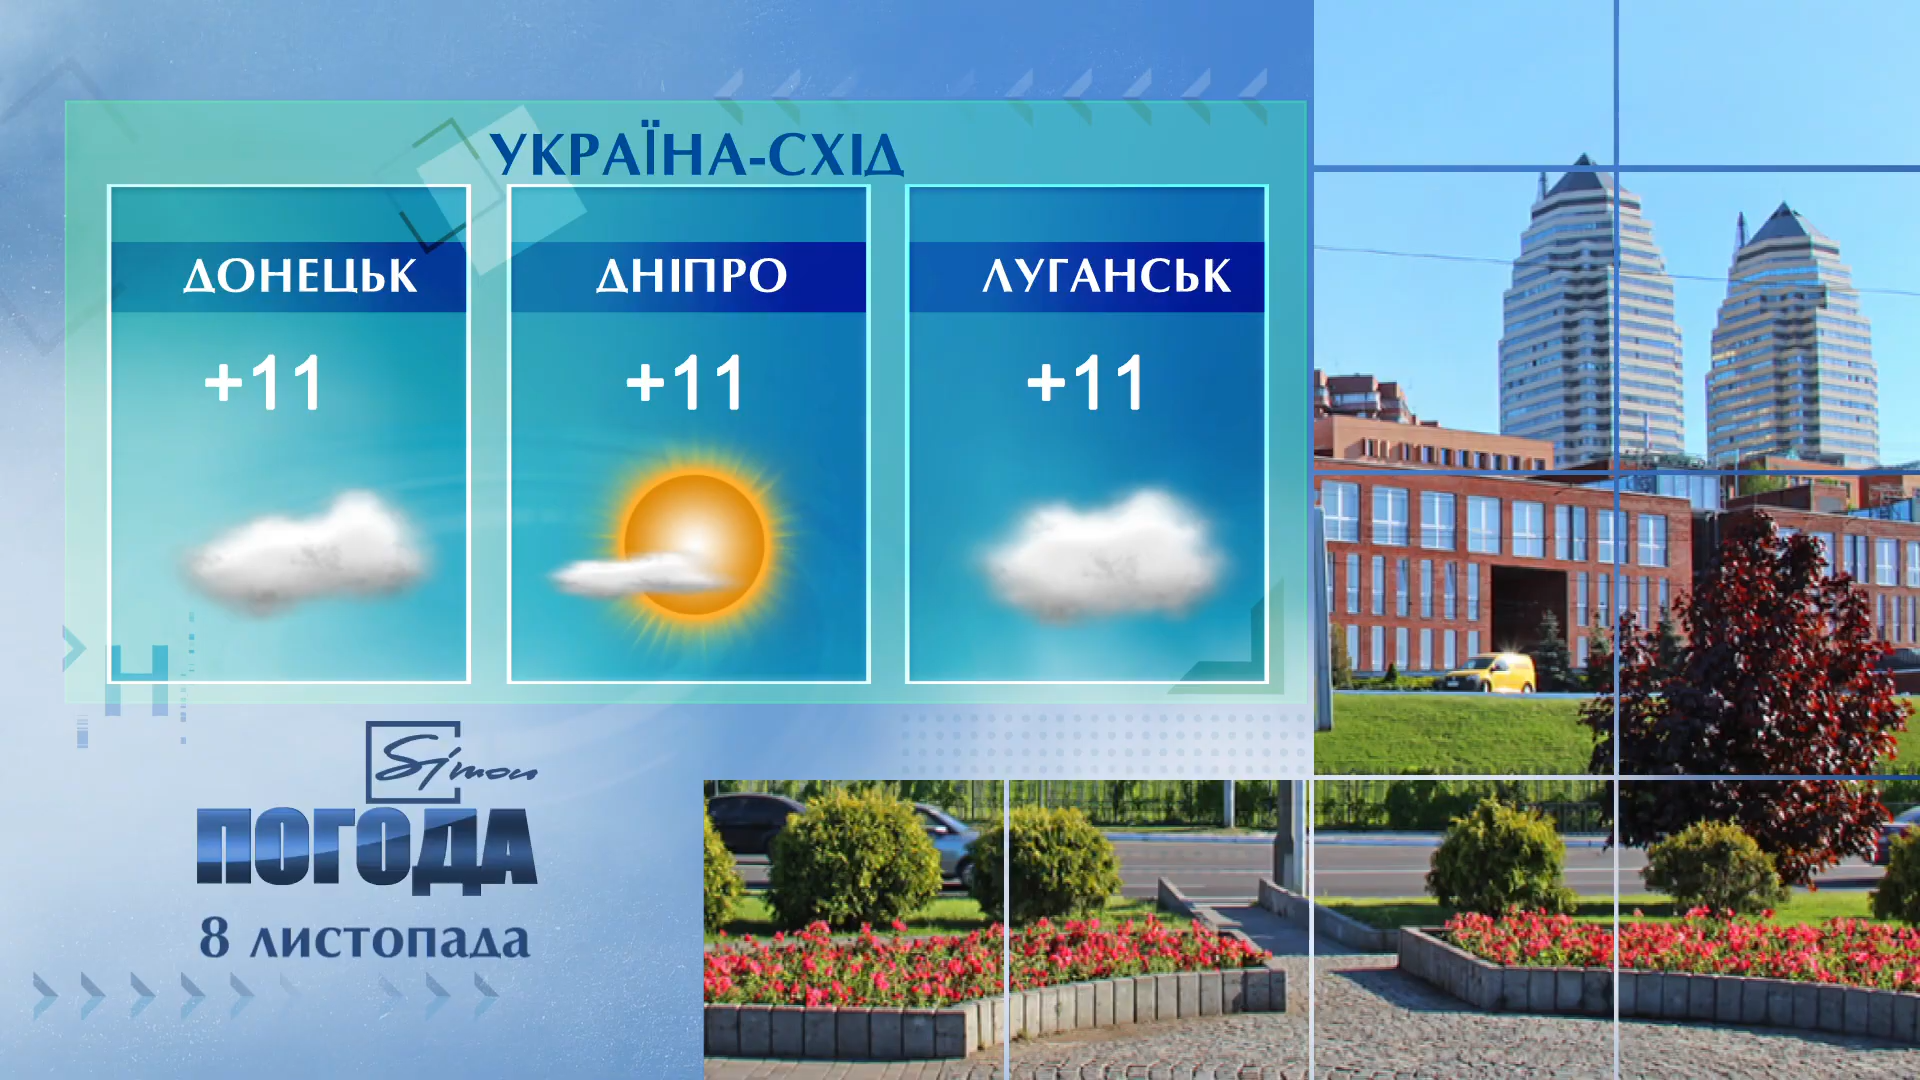 УКРАЇНА-СХІД
ДОНЕЦЬК
+11
ДНІПРО
+11
ЛУГАНСЬК
+11
Simon
ПОГОДА
8 листопада